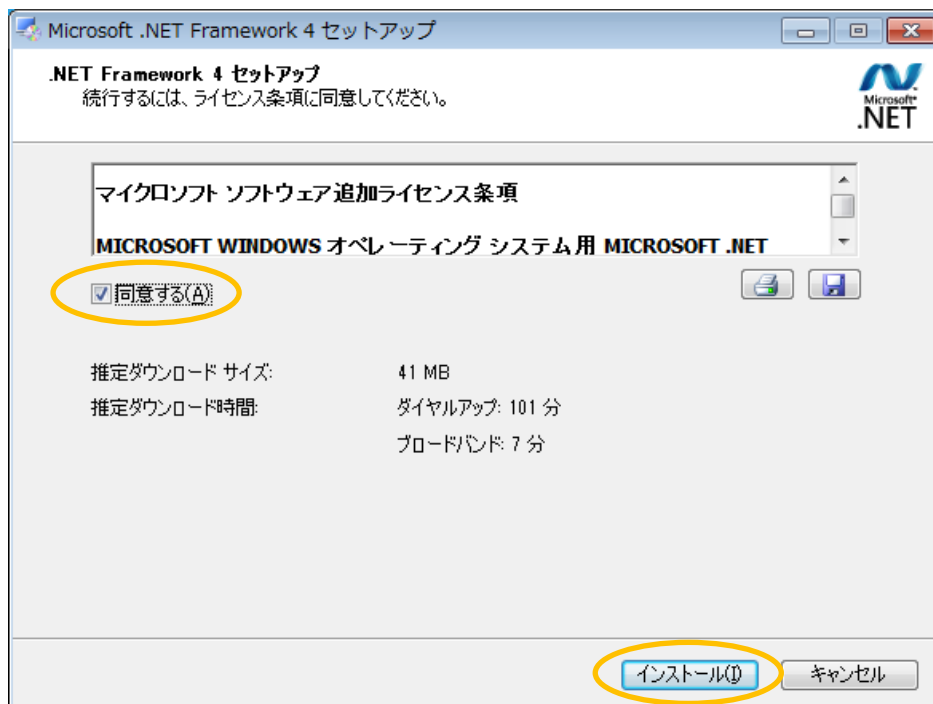 Microsoft .NET Framework 4 セットアップ
.NET Framework 4 セットアップ
続行するには、ライセンス条項に同意してください。
Microsoft
.NET
マイクロソフト ソフトウェア追加ライセンス条項
MICROSOFT WINDOWS オペレーティング システム用 MICROSOFT .NET
同意する(A)
推定ダウンロード サイズ: 41 MB
推定ダウンロード時間: ダイヤルアップ: 101 分
ブロードバンド: 7 分
インストール(I) キャンセル